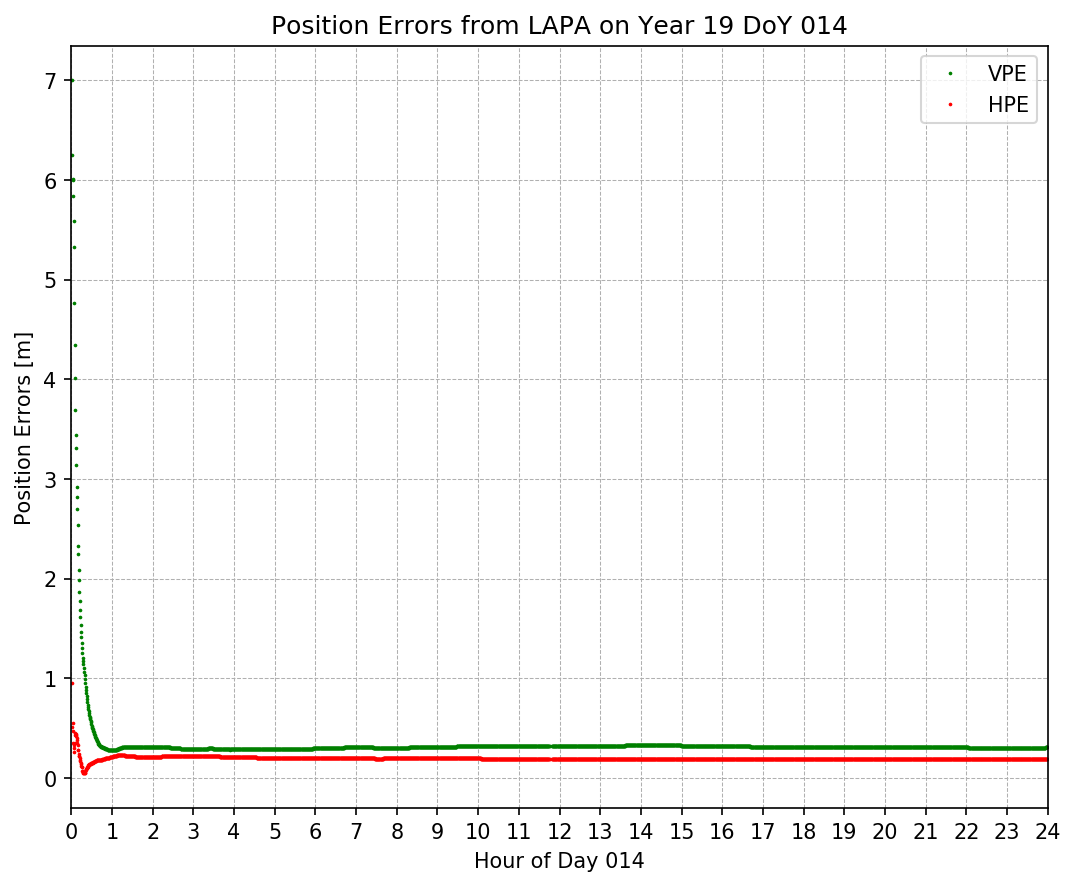 Position Errors from LAPA on Year 19 DoY 014
VPE
HPE
7
6
5
4
3
2
1
0
Position Errors [m]
0 1 2 3 4 5 6 7 8 9 10 11 12 13 14 15 16 17 18 19 20 21 22 23 24
Hour of Day 014